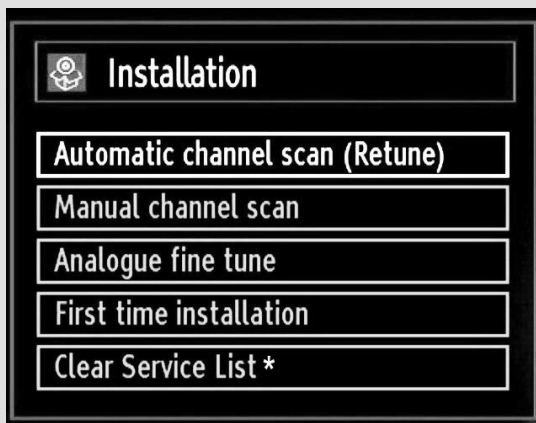 Installation
Automatic channel scan (Retune)
Manual channel scan
Analogue fine tune
First time installation
Clear Service List *